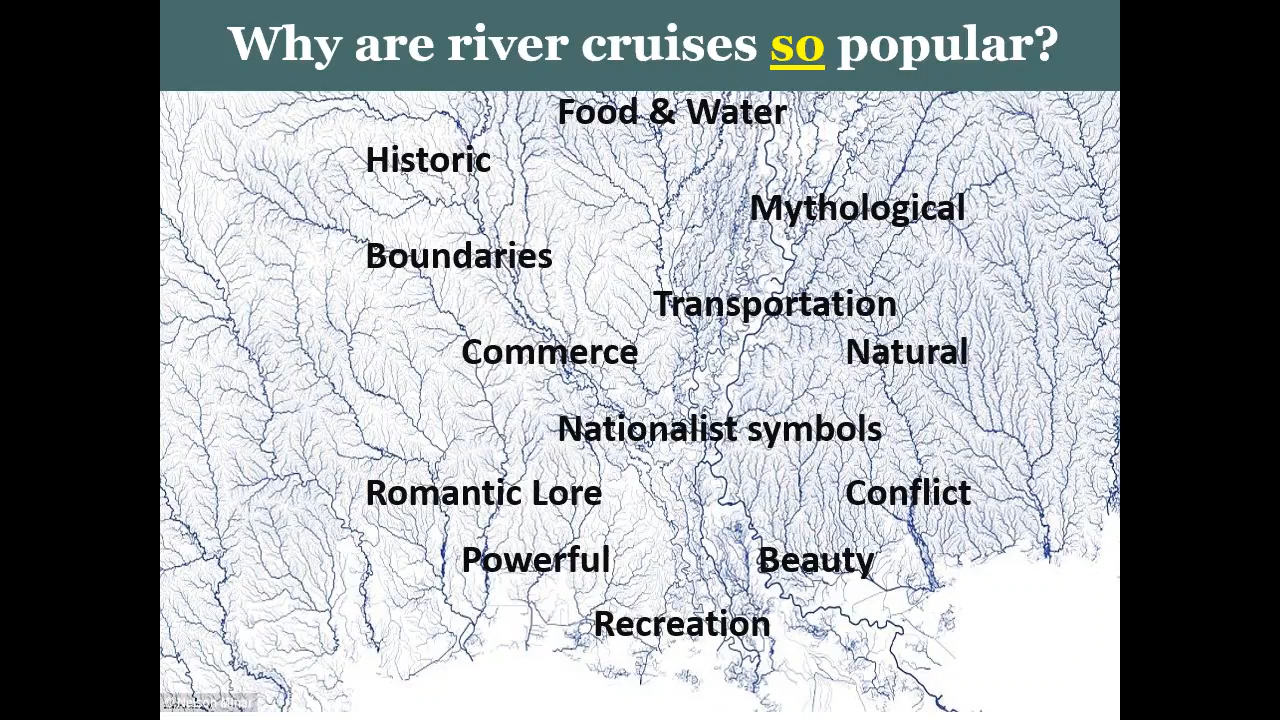 Why are river cruises so popular?
Food & Water
Historic
Mythological
Boundaries
Transportation
Commerce Natural
Nationalist symbols
Romantic Lore Conflict
Powerful Beauty
Recreation